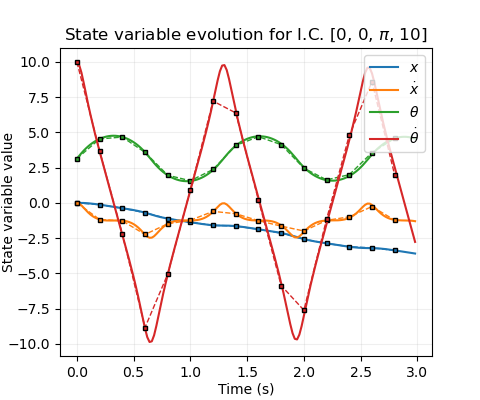 State variable evolution for I.C. [0, 0, π, 10]
State variable value
10.0
7.5
5.0
2.5
0.0
−2.5
−5.0
−7.5
−10.0
x
ẋ
θ
θ̇
0.0 0.5 1.0 1.5 2.0 2.5 3.0
Time (s)